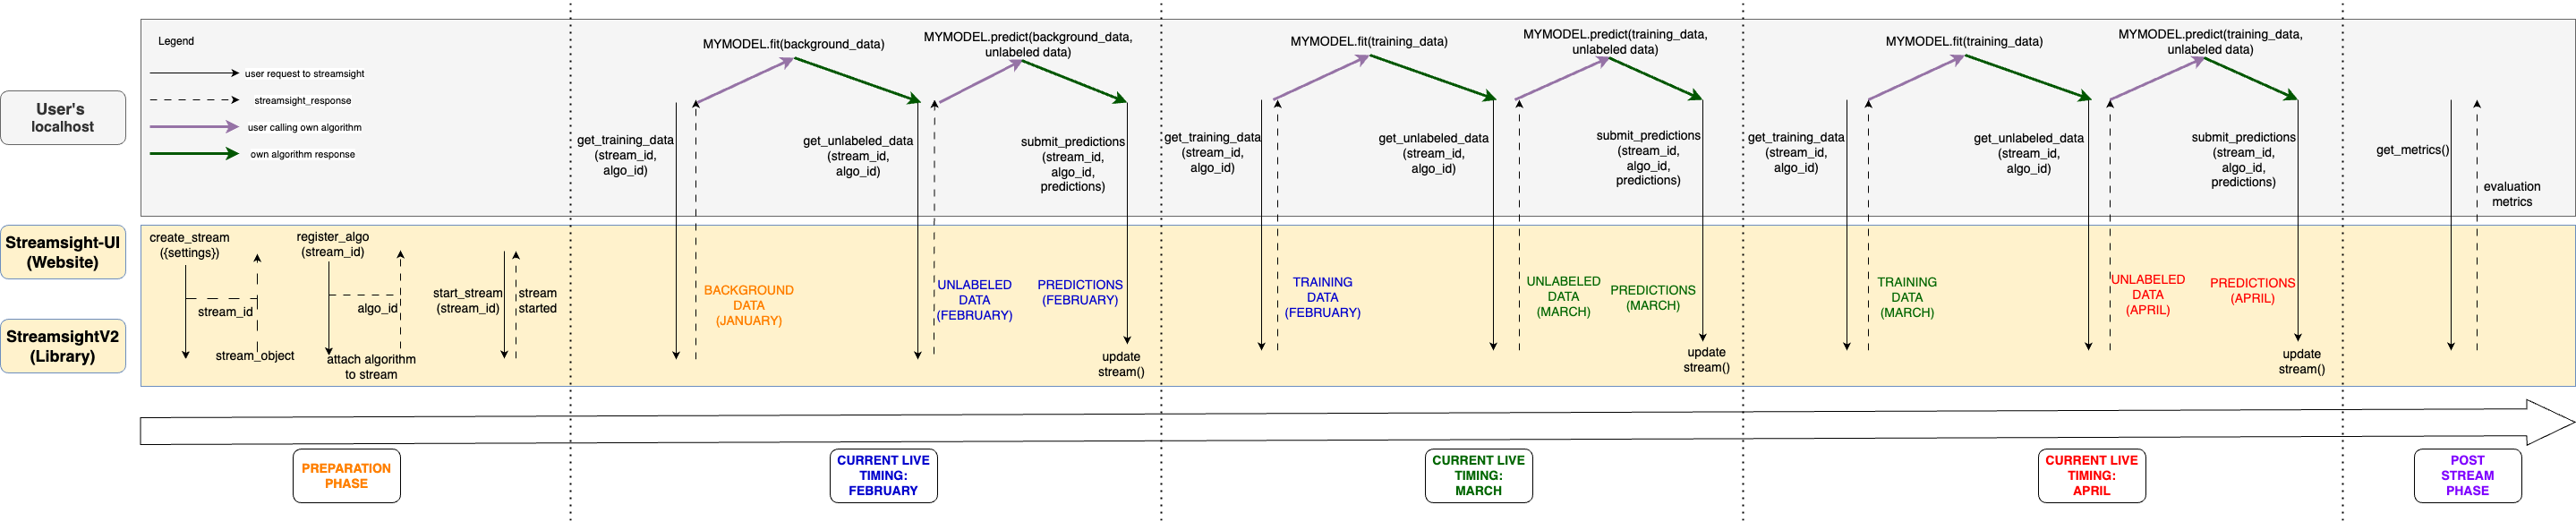 Legend
user request to streamsight
streamsight_response
user calling own algorithm
own algorithm response
User's
localhost
Streamsight-UI
(Website)
StreamsightV2
(Library)
create_stream
({settings})
stream_id
stream_object
register_algo
(stream_id)
algo_id
attach algorithm
to stream
start_stream
(stream_id)
stream
started
MYMODEL.fit(background_data)
MYMODEL.predict(background_data,
unlabeled data)
get_training_data
(stream_id,
algo_id)
get_unlabeled_data
(stream_id,
algo_id)
submit_predictions
(stream_id,
algo_id,
predictions)
BACKGROUND
DATA
(JANUARY)
UNLABELED
DATA
(FEBRUARY)
PREDICTIONS
(FEBRUARY)
update
stream()
MYMODEL.fit(training_data)
MYMODEL.predict(training_data,
unlabeled data)
get_training_data
(stream_id,
algo_id)
get_unlabeled_data
(stream_id,
algo_id)
submit_predictions
(stream_id,
algo_id,
predictions)
TRAINING
DATA
(FEBRUARY)
UNLABELED
DATA
(MARCH)
PREDICTIONS
(MARCH)
update
stream()
MYMODEL.fit(training_data)
MYMODEL.predict(training_data,
unlabeled data)
get_training_data
(stream_id,
algo_id)
get_unlabeled_data
(stream_id,
algo_id)
submit_predictions
(stream_id,
algo_id,
predictions)
TRAINING
DATA
(MARCH)
UNLABELED
DATA
(APRIL)
PREDICTIONS
(APRIL)
update
stream()
get_metrics()
evaluation
metrics
PREPARATION
PHASE
CURRENT LIVE
TIMING:
FEBRUARY
CURRENT LIVE
TIMING:
MARCH
CURRENT LIVE
TIMING:
APRIL
POST
STREAM
PHASE